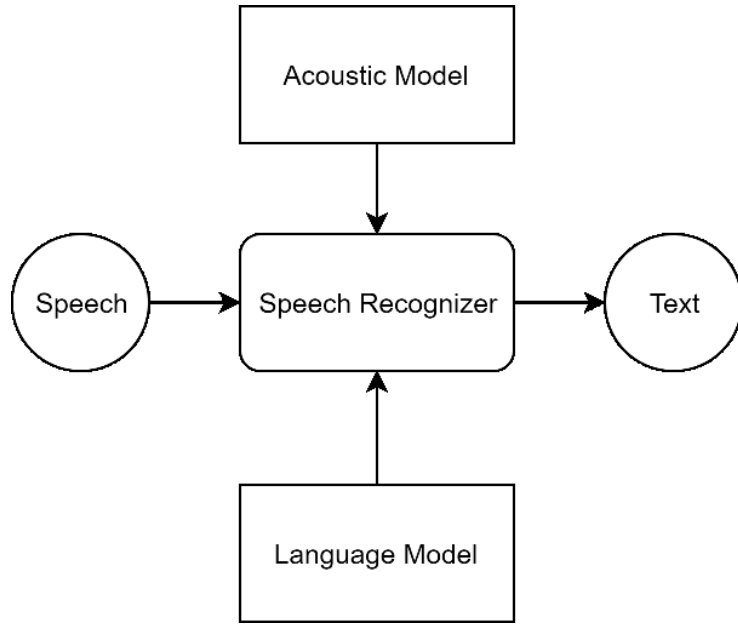 Acoustic Model
Speech
Speech Recognizer
Text
Language Model